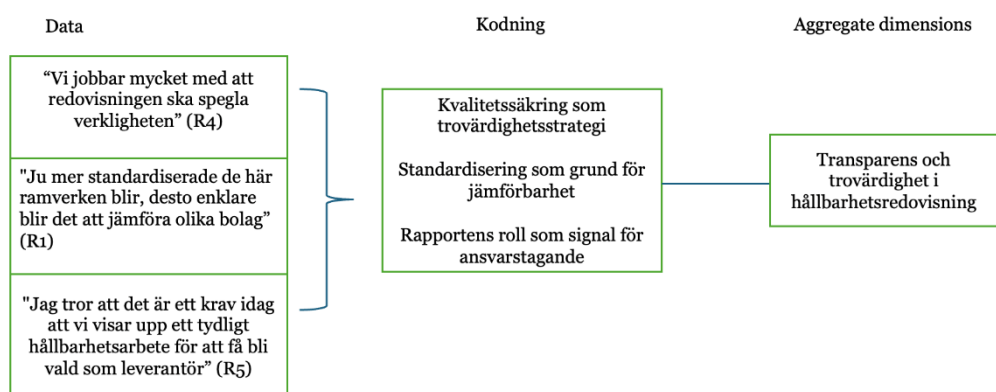 Data
Kodning
Aggregate dimensions
“Vi jobbar mycket med att
redovisningen ska spegla
verkligheten” (R4)
"Ju mer standardiserade de här
ramverken blir, desto enklare
blir det att jämföra olika bolag”
(R1)
"Jag tror att det är ett krav idag
att vi visar upp ett tydligt
hållbarhetsarbete för att få bli
vald som leverantör” (R5)
Kvalitetssäkring som
trovärdighetsstrategi
Standardisering som grund för
jämförbarhet
Rapportens roll som signal för
ansvarstagande
Transparens och
trovärdighet i
hållbarhetsredovisning